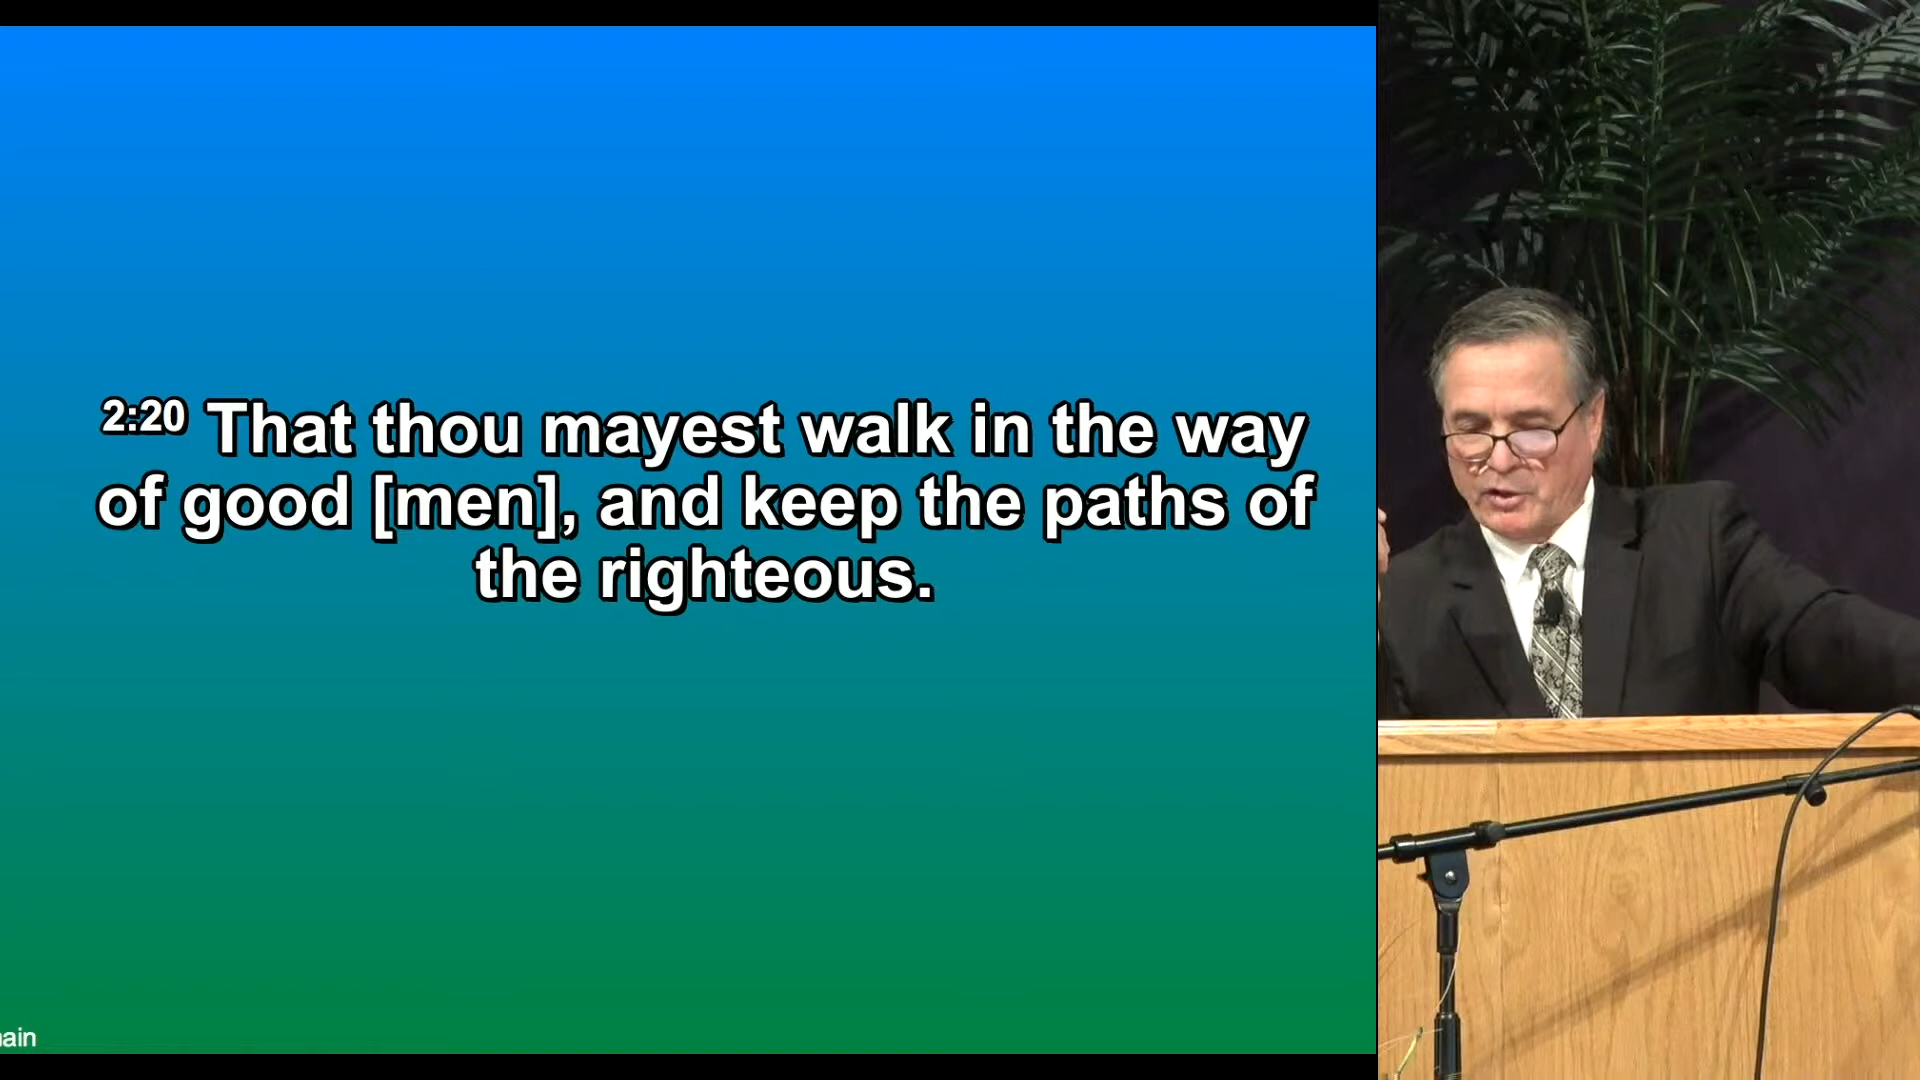 2:20 That thou mayest walk in the way
of good [men], and keep the paths of
the righteous.